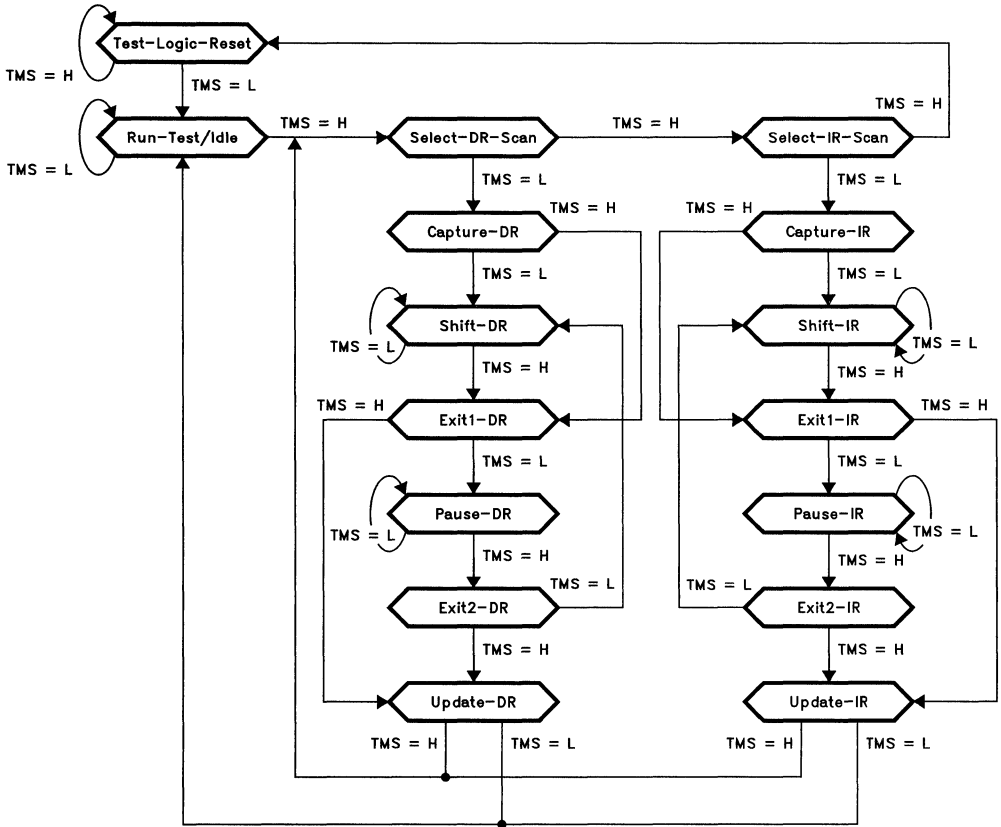 Test-Logic-Reset
TMS = H
TMS = L
Run-Test/Idle
TMS = L
TMS = H
Select-DR-Scan
TMS = H
Select-IR-Scan
TMS = H
TMS = L
TMS = L
TMS = H
TMS = H
Capture-DR
Capture-IR
TMS = L
TMS = L
Shift-DR
Shift-IR
TMS = L
TMS = L
TMS = H
TMS = H
TMS = H
Exit1-DR
Exit1-IR
TMS = H
TMS = L
TMS = L
Pause-DR
Pause-IR
TMS = L
TMS = L
TMS = H
TMS = H
TMS = L
TMS = L
Exit2-DR
Exit2-IR
TMS = H
TMS = H
Update-DR
Update-IR
TMS = H
TMS = L
TMS = H
TMS = L